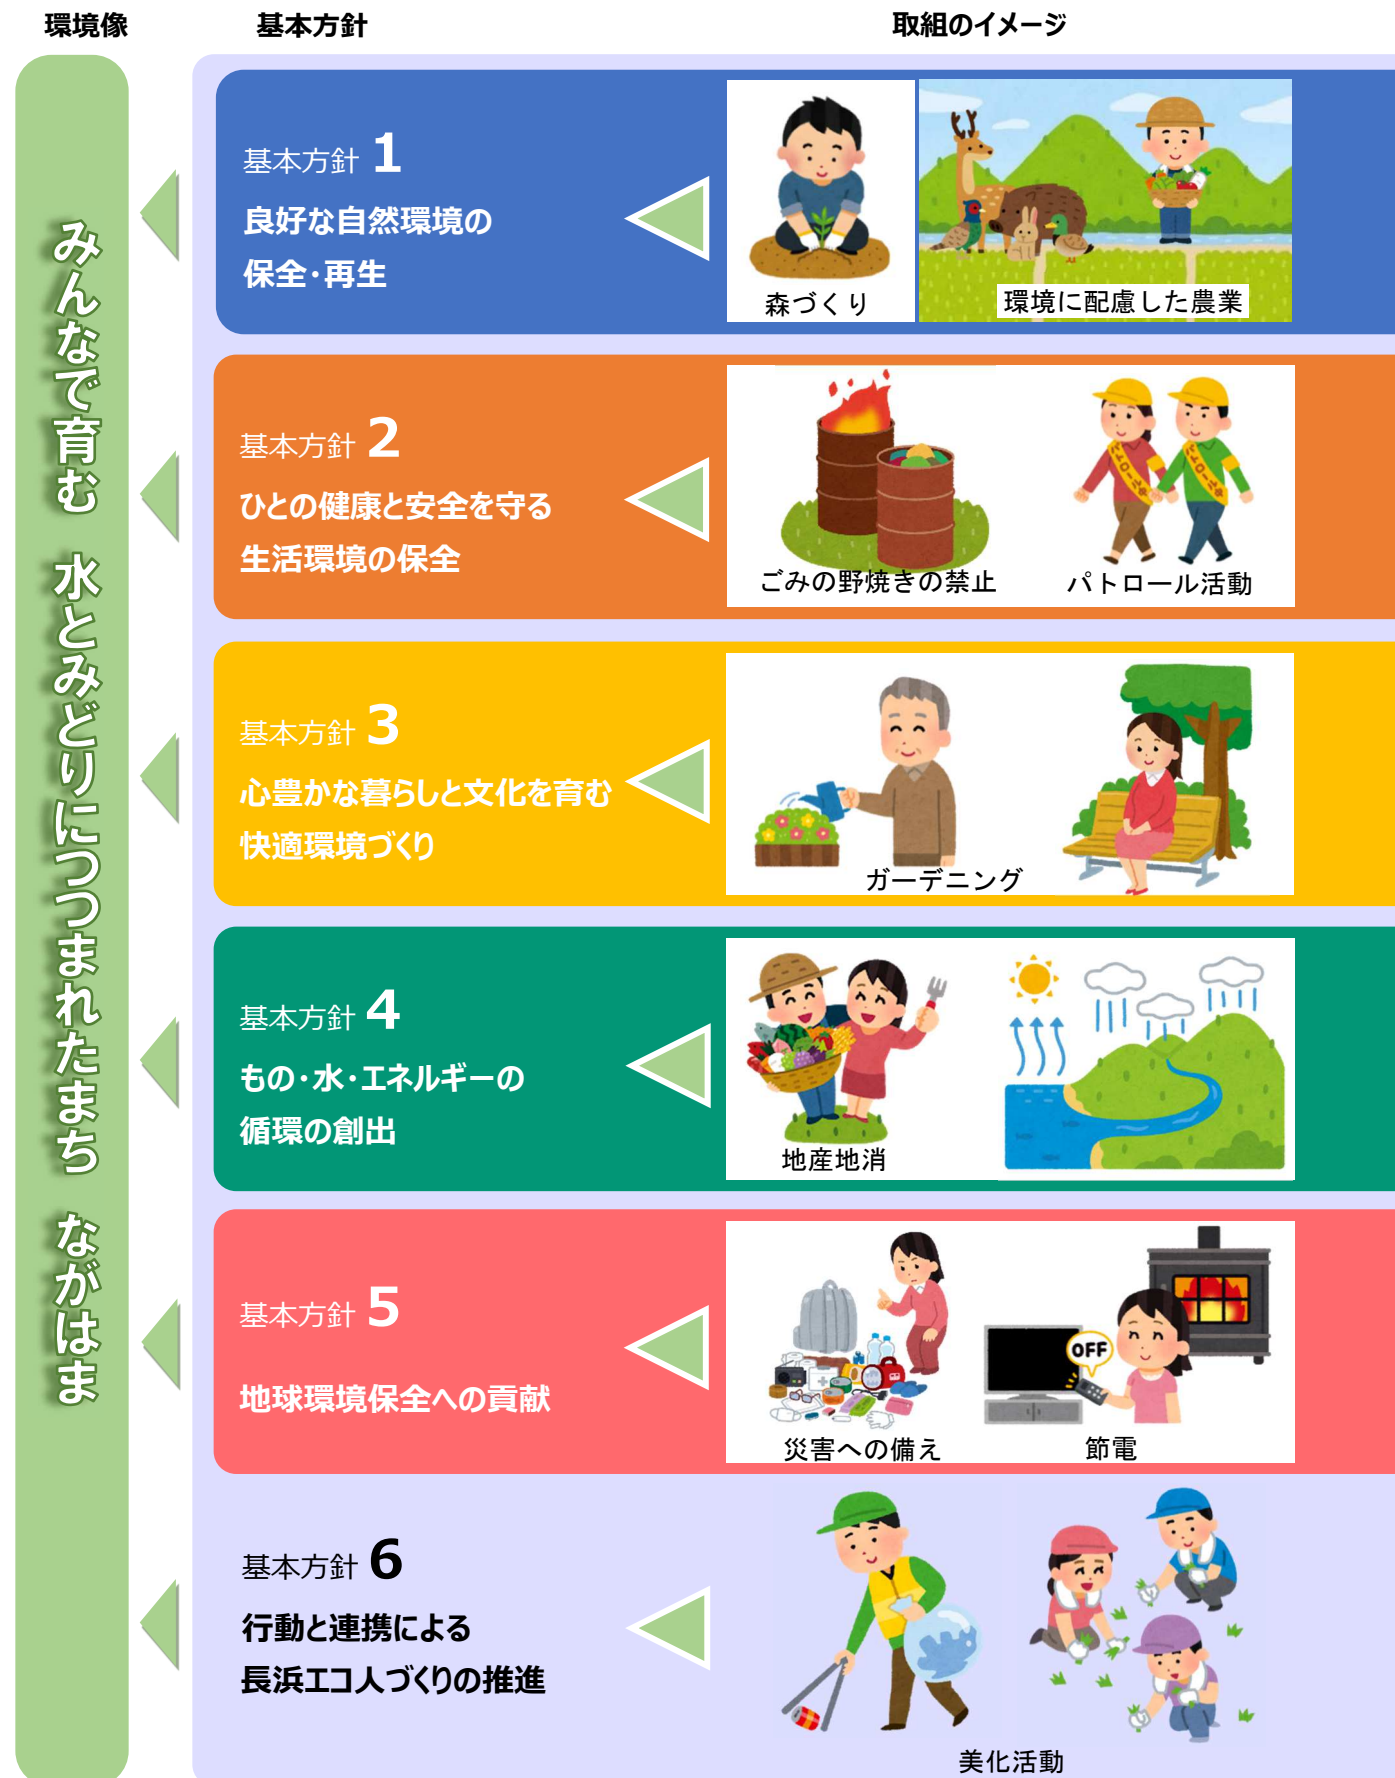 環境像
基本方針
取組のイメージ
みんなで育む 水とみどりにつつまれたまち ながはま
基本方針 1
良好な自然環境の
保全・再生
森づくり
環境に配慮した農業
基本方針 2
ひとの健康と安全を守る
生活環境の保全
パトロール
パトロール
ごみの野焼きの禁止
パトロール活動
基本方針 3
心豊かな暮らしと文化を育む
快適環境づくり
ガーデニング
基本方針 4
もの・水・エネルギーの
循環の創出
地産地消
基本方針 5
地球環境保全への貢献
OFF
災害への備え
節電
基本方針 6
行動と連携による
長浜エコ人づくりの推進
美化活動